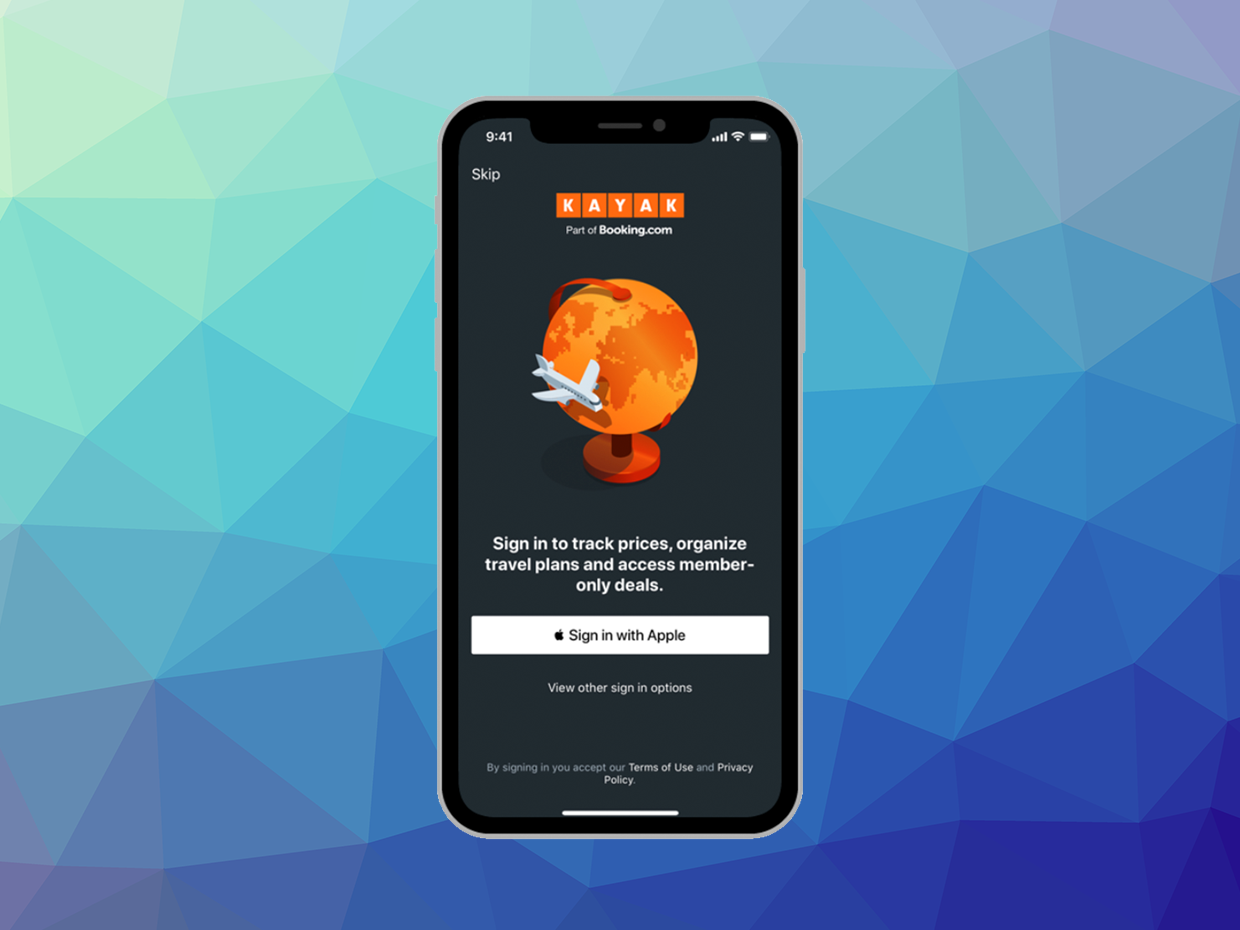 9:41
Skip
KAYAK
Part of Booking.com
Sign in to track prices, organize
travel plans and access member-
only deals.
Sign in with Apple
View other sign in options
By signing in you accept our Terms of Use and Privacy
Policy.